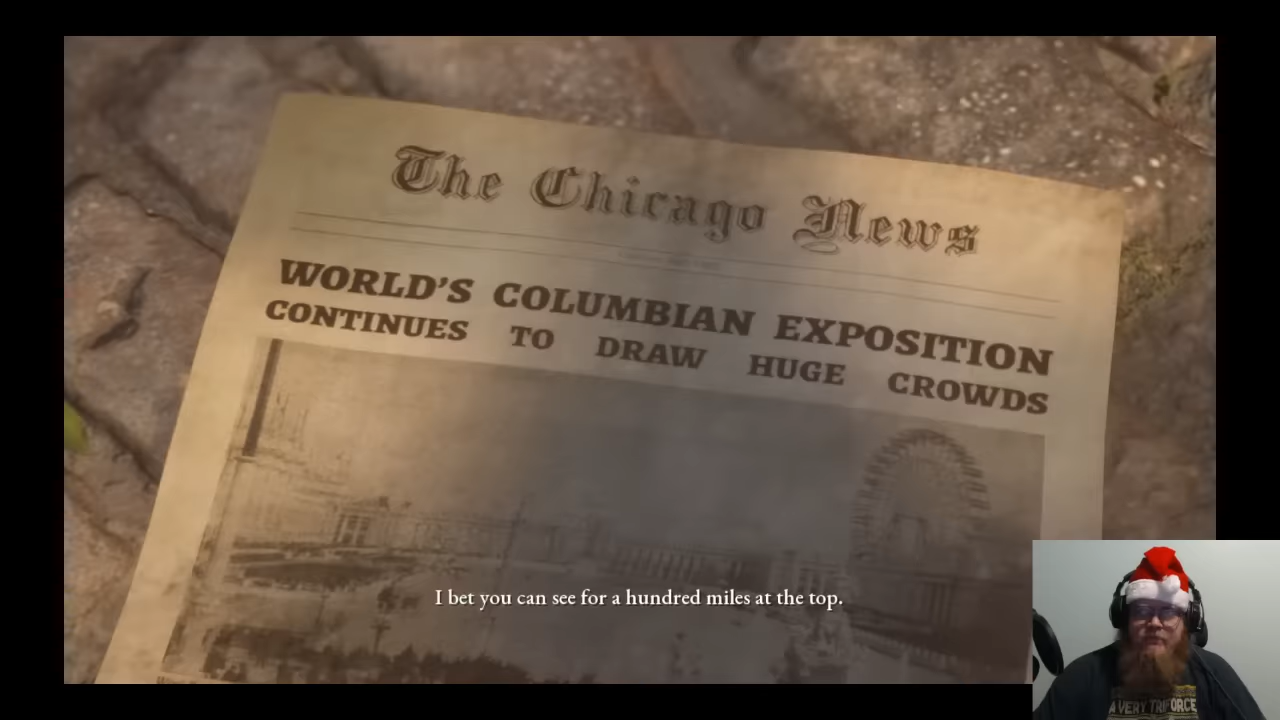 The Chicago News
WORLD'S COLUMBIAN EXPOSITION
CONTINUES TO DRAW HUGE CROWDS
I bet you can see for a hundred miles at the top.
A VERY TRIFORCE